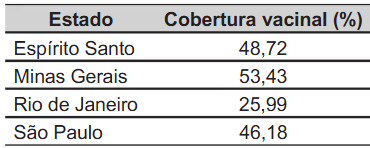 Estado Cobertura vacinal (%)
Espírito Santo 48,72
Minas Gerais 53,43
Rio de Janeiro 25,99
São Paulo 46,18